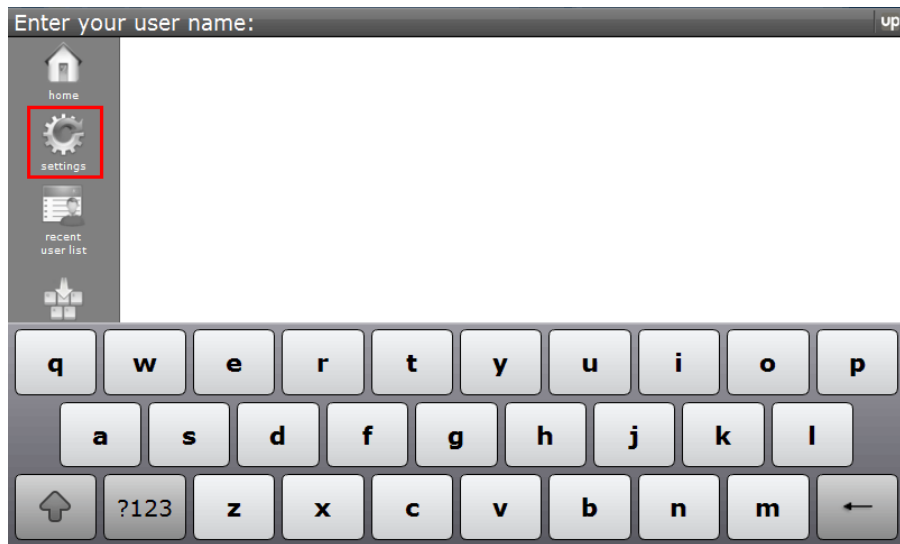 Enter your user name:
up
home
settings
recent
user list
q w e r t y u i o p
a s d f g h j k l
?123 z x c v b n m